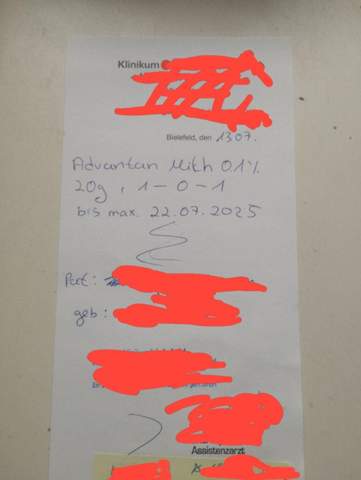 Klinikum
Bielefeld, den 13.07.
Advantan Milch 0,1%
20g, 1-0-1
bis max. 22.07.2025
Pat:
geb:
Assistenzarzt